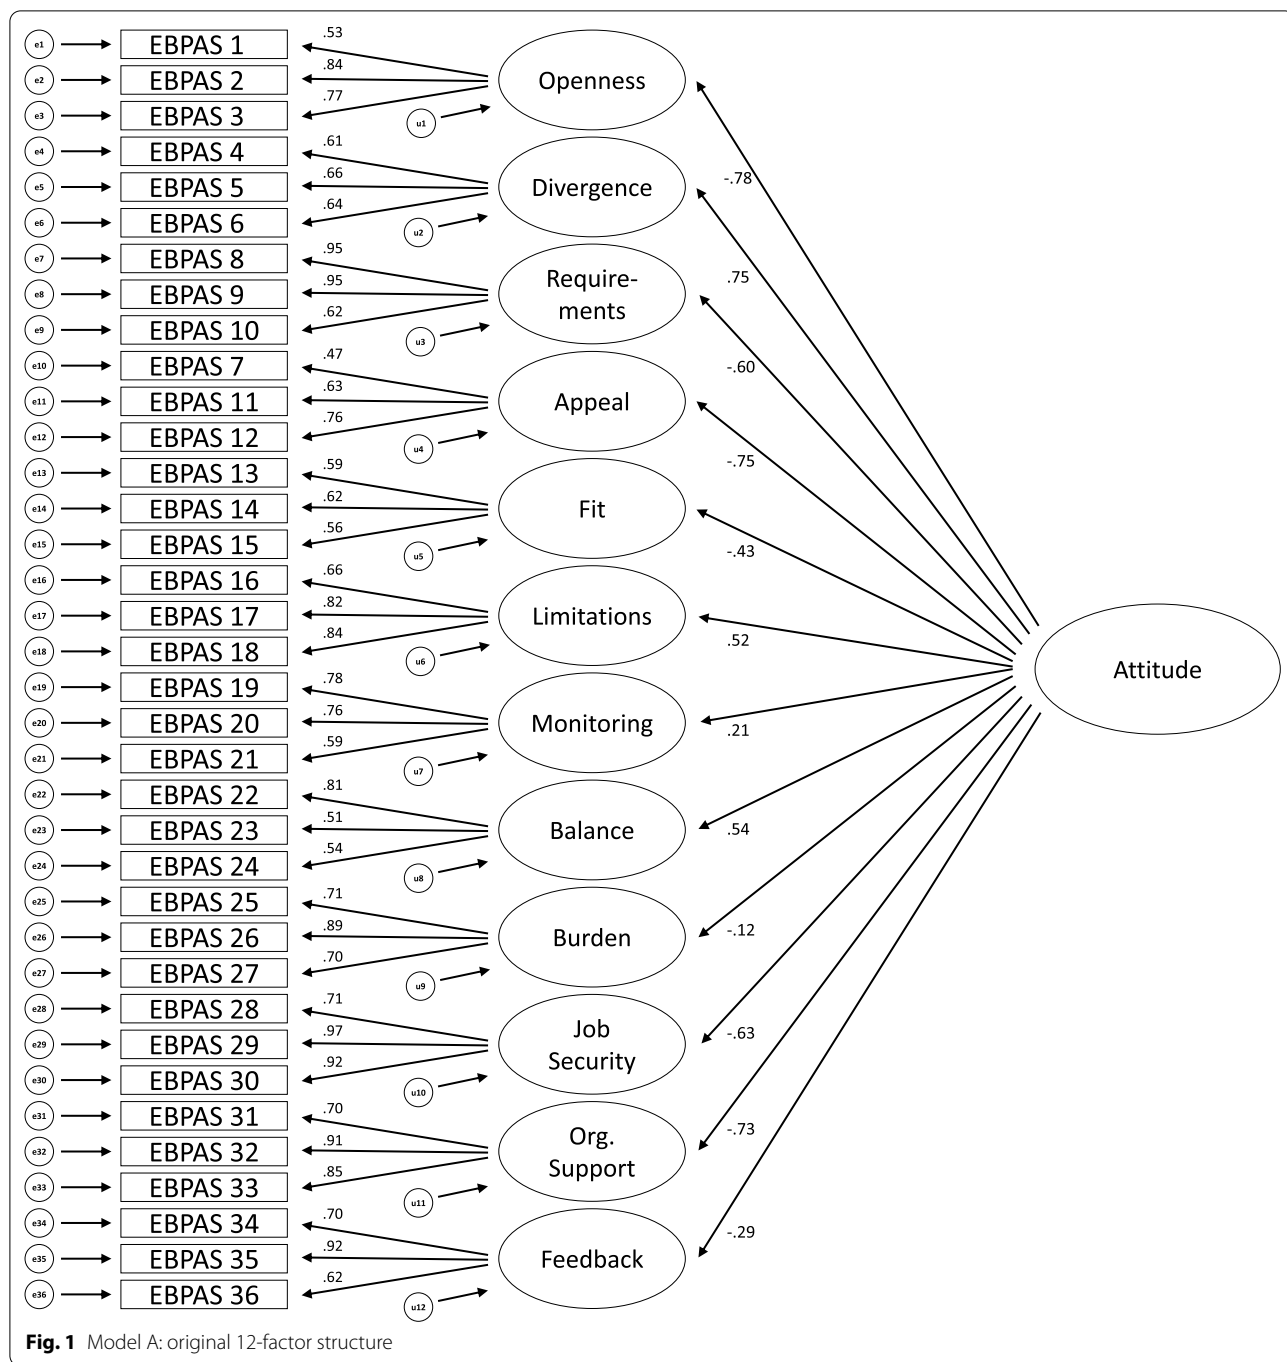 e1 EBPAS 1 .53
e2 EBPAS 2 .84 Openness
e3 EBPAS 3 .77 u1
e4 EBPAS 4 .61 -.78
e5 EBPAS 5 .66 Divergence
e6 EBPAS 6 .64 u2
e7 EBPAS 8 .95 .75
e8 EBPAS 9 .95 Require-
ments
e9 EBPAS 10 .62 u3
e10 EBPAS 7 .47 -.60
e11 EBPAS 11 .63 Appeal
e12 EBPAS 12 .76 u4
e13 EBPAS 13 .59 -.75
e14 EBPAS 14 .62 Fit
e15 EBPAS 15 .56 u5 -.43
e16 EBPAS 16 .66
e17 EBPAS 17 .82 Limitations
e18 EBPAS 18 .84 u6 .52
Attitude
e19 EBPAS 19 .78
e20 EBPAS 20 .76 Monitoring .21
e21 EBPAS 21 .59 u7
e22 EBPAS 22 .81
e23 EBPAS 23 .51 Balance .54
e24 EBPAS 24 .54 u8
e25 EBPAS 25 .71
e26 EBPAS 26 .89 Burden -.12
e27 EBPAS 27 .70 u9
e28 EBPAS 28 .71
e29 EBPAS 29 .97 Job
Security -.63
e30 EBPAS 30 .92 u10
e31 EBPAS 31 .70
e32 EBPAS 32 .91 Org.
Support -.73
e33 EBPAS 33 .85 u11
e34 EBPAS 34 .70 -.29
e35 EBPAS 35 .92 Feedback
e36 EBPAS 36 .62 u12
Fig. 1 Model A: original 12-factor structure